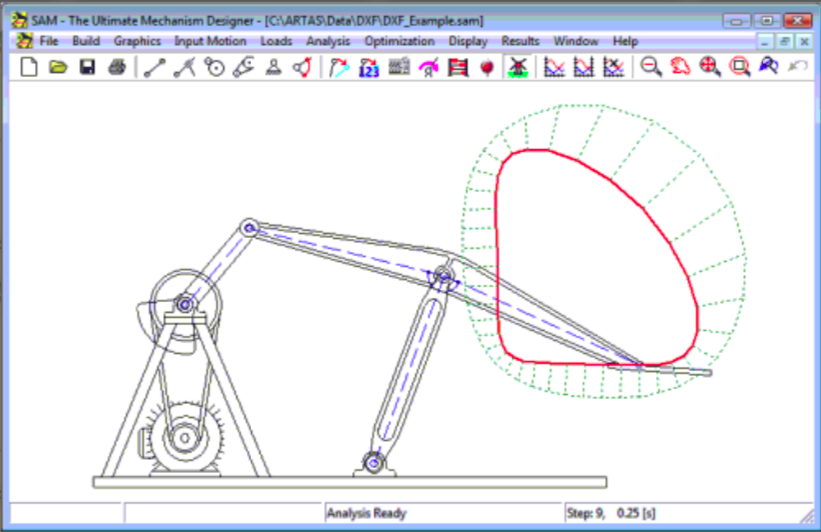 SAM - The Ultimate Mechanism Designer - [C:\ARTAS\Data\DXF\DXF_Example.sam]
File Build Graphics Input Motion Loads Analysis Optimization Display Results Window Help
123
Analysis Ready Step: 9, 0.25 [s]